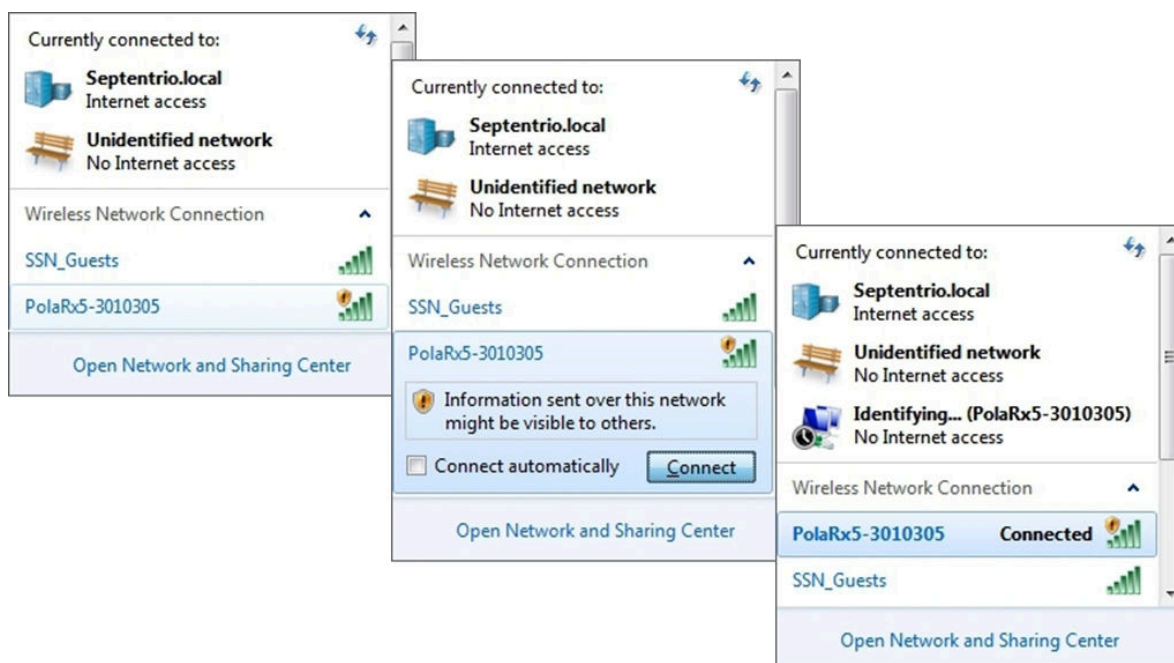 Currently connected to:
Septentrio.local
Internet access
Unidentified network
No Internet access
Wireless Network Connection
SSN_Guests
PolaRx5-3010305
Open Network and Sharing Center
Currently connected to:
Septentrio.local
Internet access
Unidentified network
No Internet access
Wireless Network Connection
SSN_Guests
PolaRx5-3010305
Information sent over this network
might be visible to others.
Connect automatically Connect
Open Network and Sharing Center
Currently connected to:
Septentrio.local
Internet access
Unidentified network
No Internet access
Identifying... (PolaRx5-3010305)
No Internet access
Wireless Network Connection
PolaRx5-3010305 Connected
SSN_Guests
Open Network and Sharing Center